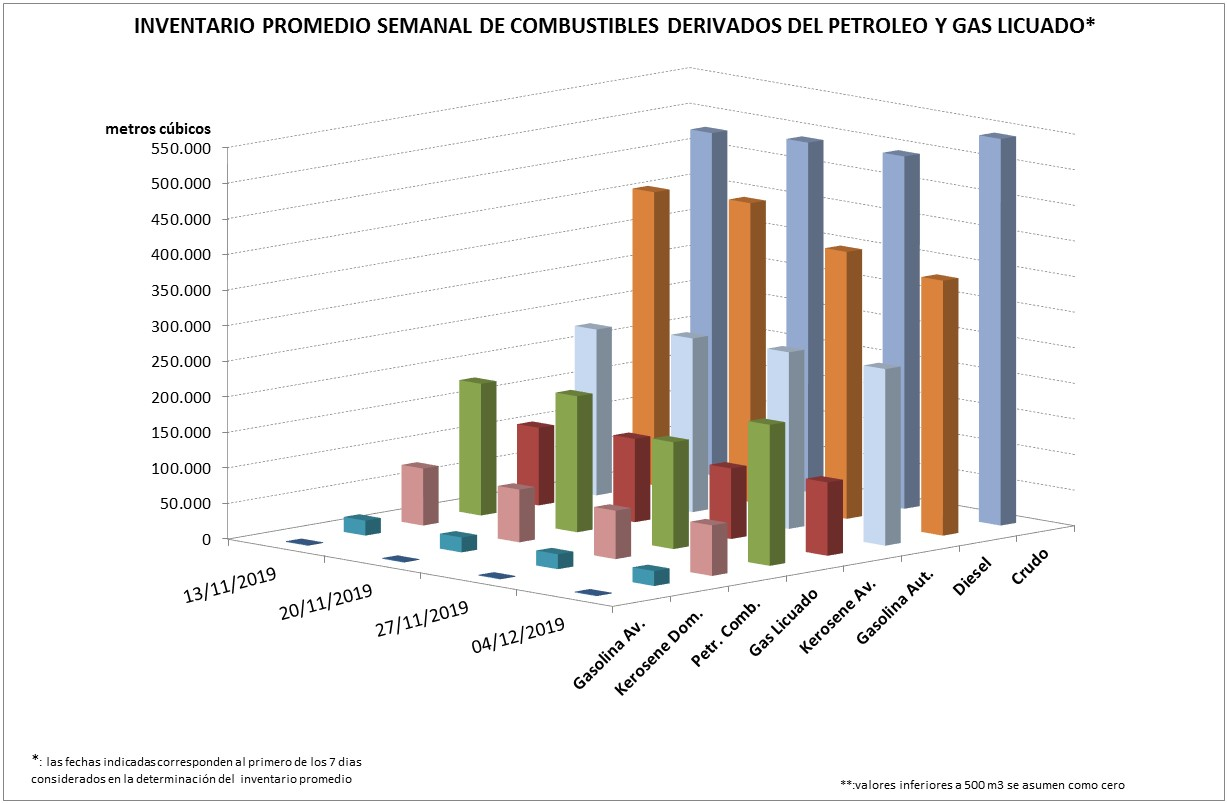 INVENTARIO PROMEDIO SEMANAL DE COMBUSTIBLES DERIVADOS DEL PETROLEO Y GAS LICUADO*
metros cúbicos
550.000
500.000
450.000
400.000
350.000
300.000
250.000
200.000
150.000
100.000
50.000
0
13/11/2019
20/11/2019
27/11/2019
04/12/2019
Gasolina Av.
Kerosene Dom.
Petr. Comb.
Gas Licuado
Kerosene Av.
Gasolina Aut.
Diesel
Crudo
*: las fechas indicadas corresponden al primero de los 7 dias
considerados en la determinación del inventario promedio
**:valores inferiores a 500 m3 se asumen como cero